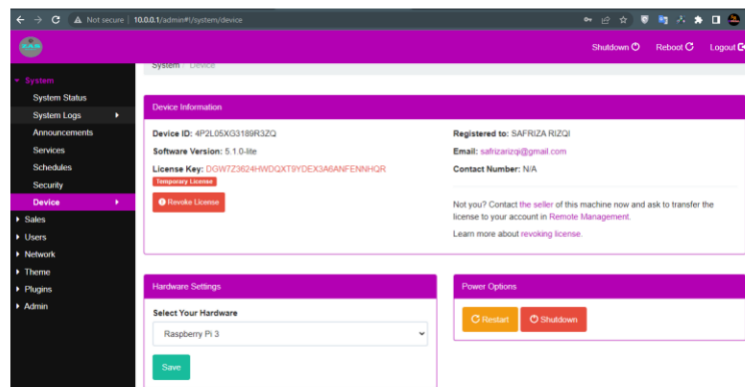 Not secure | 10.0.0.1/admin#!/system/device
Shutdown Reboot Logout
System
System Status
System Logs
Announcements
Services
Schedules
Security
Device
Sales
Users
Network
Theme
Plugins
Admin
System Device
Device Information
Device ID: 4P2L05XG3189R3ZQ
Software Version: 5.1.0-lite
License Key: DGW7Z3624HWDQXT9YDEX3A6ANFENNHQR
Temporary License
Revoke License
Registered to: SAFRIZA RIZQI
Email: safrizarizqi@gmail.com
Contact Number: N/A
Not you? Contact the seller of this machine now and ask to transfer the
license to your account in Remote Management.
Learn more about revoking license.
Hardware Settings
Select Your Hardware
Raspberry Pi 3
Save
Power Options
Restart Shutdown